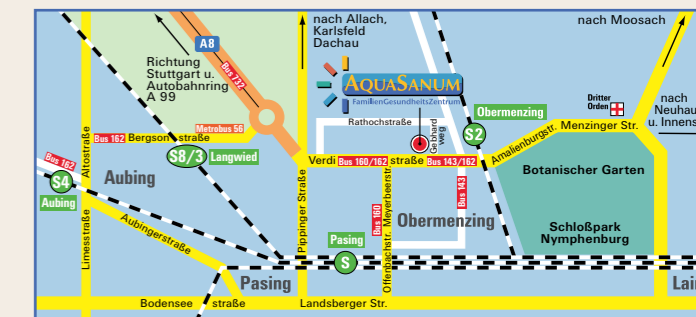 nach Allach,
Karlsfeld
Dachau
nach Moosach
A8
Richtung
Stuttgart u.
Autobahnring
A 99
Bus 732
AQUASANUM
FamilienGesundheitsZentrum
Dritter
Orden
nach
Neuhau
u. Innens
Obermenzing
Rathochstraße
Gebhard
weg
S2
Metrobus 56
Bus 162 Bergson straße
Amalienburgstr. Menzinger Str.
Altostraße
S8/3 Langwied
Verdi Bus 160/162 straße Bus 143/162
Bus 162
S4
Aubing
Aubing
Botanischer Garten
Pippinger Straße
Meyerbeerstr.
Bus 160
Offenbachstr.
Bus 143
Obermenzing
Schloßpark
Nymphenburg
Limesstraße
Aubingerstraße
Pasing
S
Pasing
Lai
Bodensee straße
Landsberger Str.